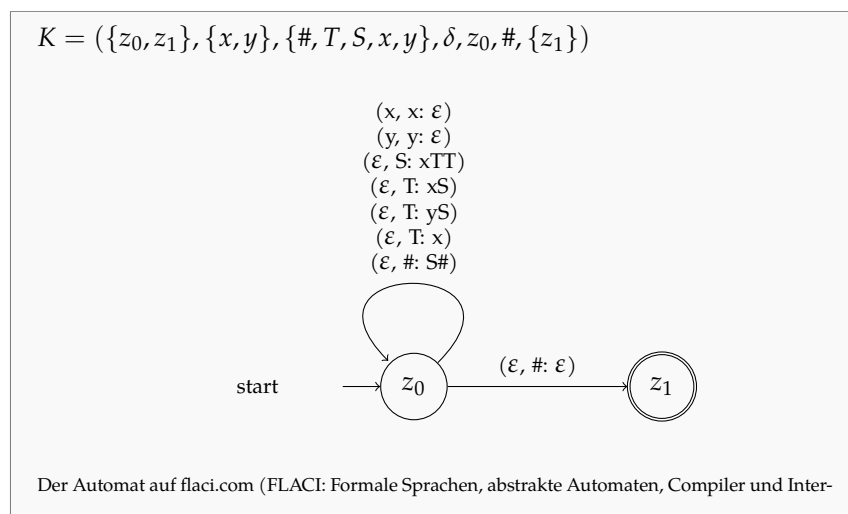 K = ({z₀, z₁}, {x, y}, {#, T, S, x, y}, δ, z₀, #, {z₁})
(x, x: ε)
(y, y: ε)
(ε, S: xTT)
(ε, T: xS)
(ε, T: yS)
(ε, T: x)
(ε, #: S#)
(ε, #: ε)
start z₀ z₁
Der Automat auf flaci.com (FLACI: Formale Sprachen, abstrakte Automaten, Compiler und Inter-